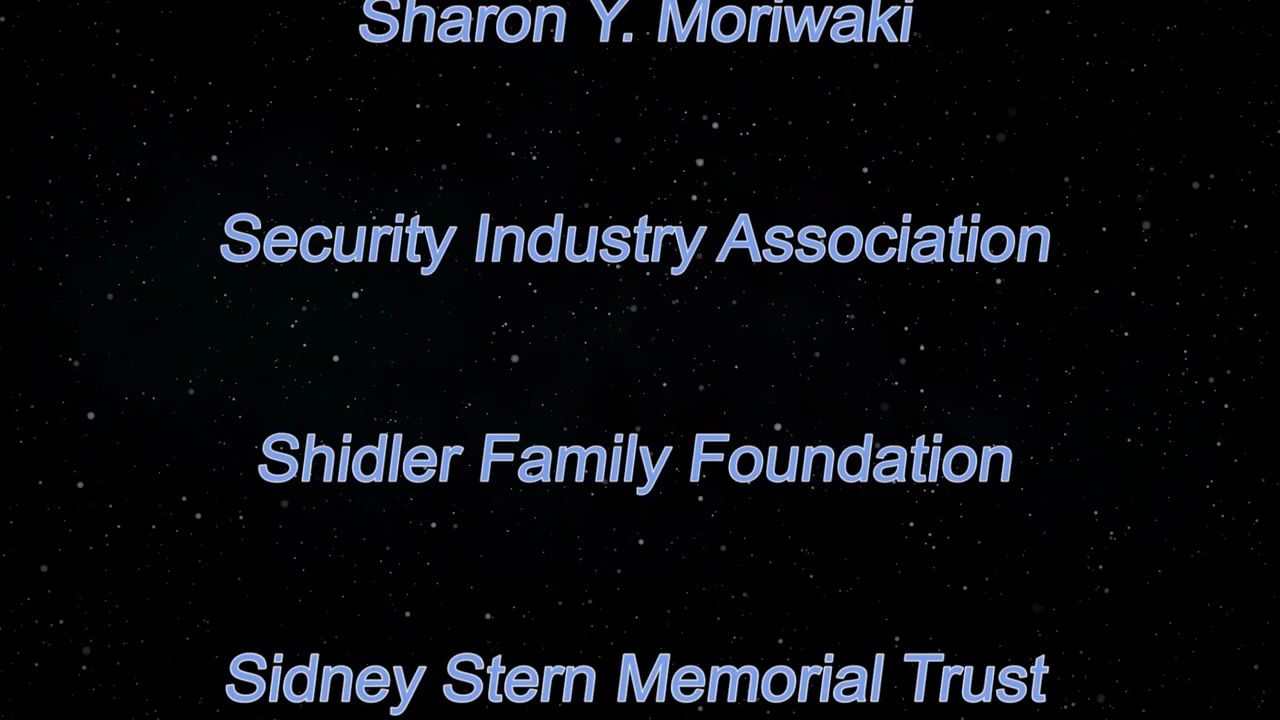 Sharon Y. Moriwaki
Security Industry Association
Shidler Family Foundation
Sidney Stern Memorial Trust